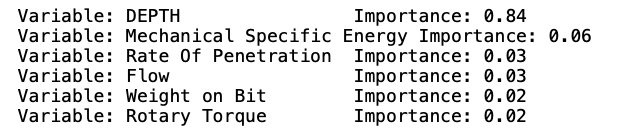 Variable: DEPTH                Importance: 0.84
Variable: Mechanical Specific Energy Importance: 0.06
Variable: Rate Of Penetration  Importance: 0.03
Variable: Flow                 Importance: 0.03
Variable: Weight on Bit        Importance: 0.02
Variable: Rotary Torque        Importance: 0.02